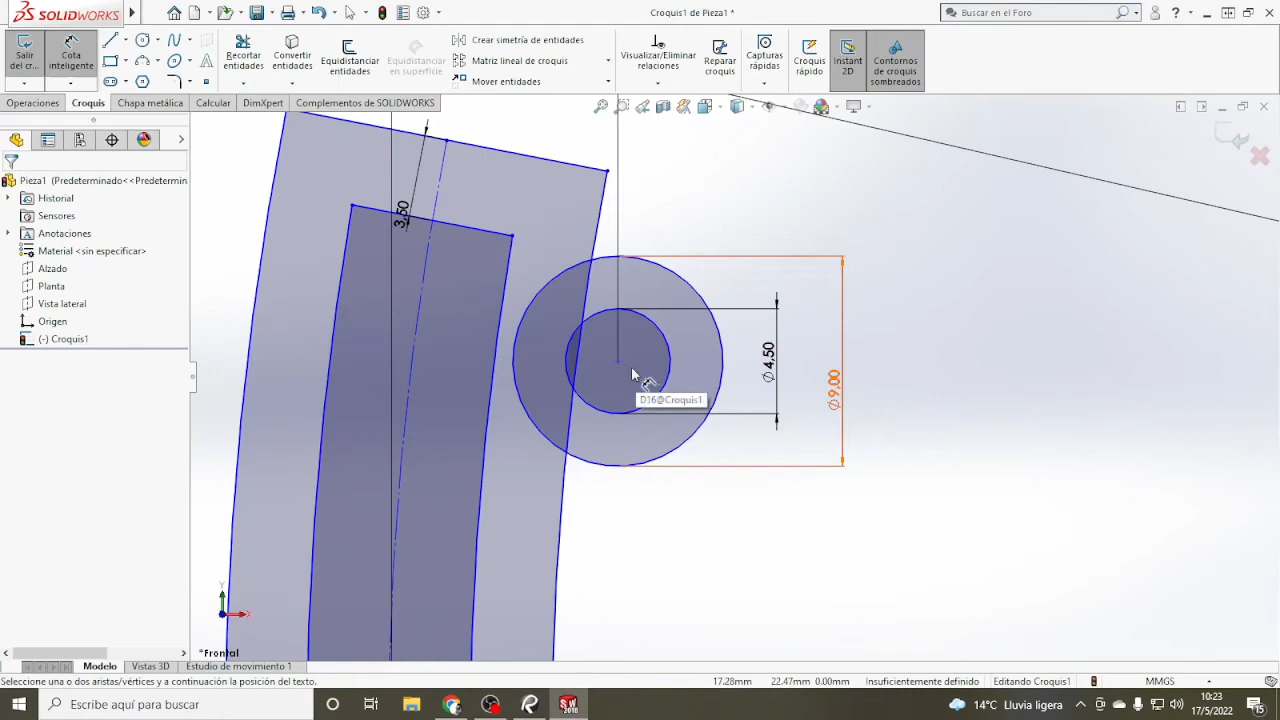 SOLIDWORKS
Croquis1 de Pieza1 *
Buscar en el Foro
Salir
del cr...
Cota
inteligente
Recortar
entidades
Convertir
entidades
Equidistanciar
entidades
Equidistanciar
en superficie
Crear simetría de entidades
Matriz lineal de croquis
Mover entidades
Visualizar/Eliminar
relaciones
Reparar
croquis
Capturas
rápidas
Croquis
rápido
Instant
2D
Contornos
de croquis
sombreados
Operaciones
Croquis
Chapa metálica
Calcular
DimXpert
Complementos de SOLIDWORKS
Pieza1 (Predeterminado<<Predetermin
Historial
Sensores
Anotaciones
Material <sin especificar>
Alzado
Planta
Vista lateral
Origen
(-) Croquis1
3,50
Ø 4,50
Ø 9,00
D16@Croquis1
Y
X
*Frontal
Modelo
Vistas 3D
Estudio de movimiento 1
Seleccione una o dos aristas/vértices y a continuación la posición del texto.
17.28mm
22.47mm 0.00mm
Insuficientemente definido
Editando Croquis1
MMGS
Escribe aquí para buscar
14°C Lluvia ligera
10:23
17/5/2022